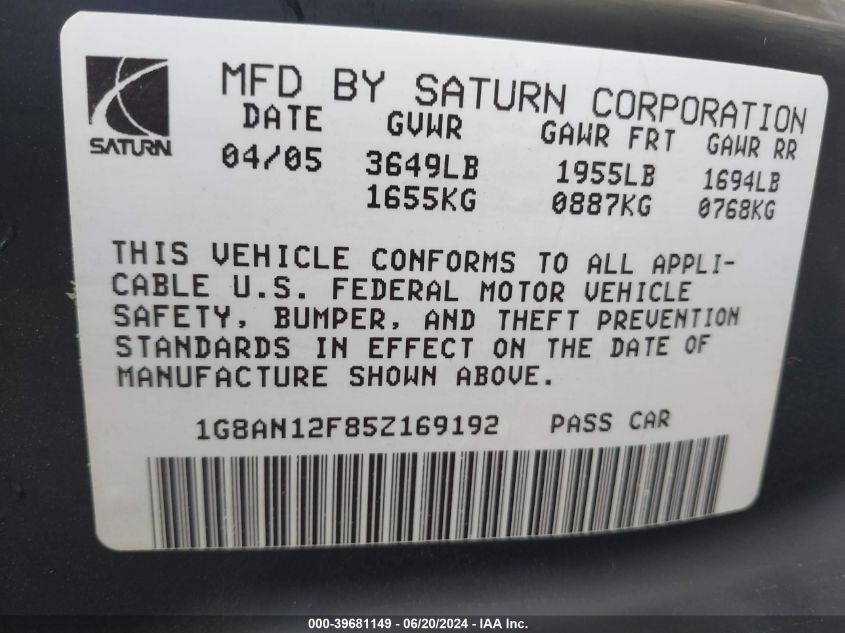 SATURN
MFD BY SATURN CORPORATION
DATE GVWR GAWR FRT GAWR RR
04/05 3649LB 1955LB 1694LB
1655KG 0887KG 0768KG
THIS VEHICLE CONFORMS TO ALL APPLI-
CABLE U.S. FEDERAL MOTOR VEHICLE
SAFETY, BUMPER, AND THEFT PREVENTION
STANDARDS IN EFFECT ON THE DATE OF
MANUFACTURE SHOWN ABOVE.
1G8AN12F85Z169192 PASS CAR
000-39681149 - 06/20/2024 - IAA Inc.